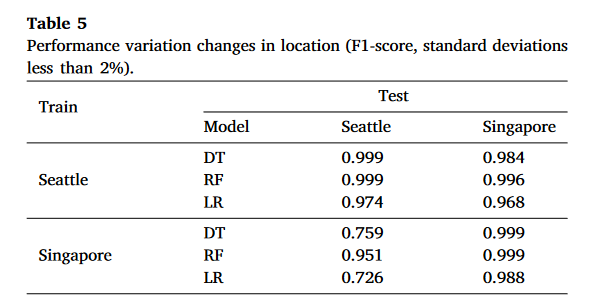 Table 5
Performance variation changes in location (F1-score, standard deviations
less than 2%).
Train Test
Model Seattle Singapore
DT 0.999 0.984
Seattle RF 0.999 0.996
LR 0.974 0.968
DT 0.759 0.999
Singapore RF 0.951 0.999
LR 0.726 0.988